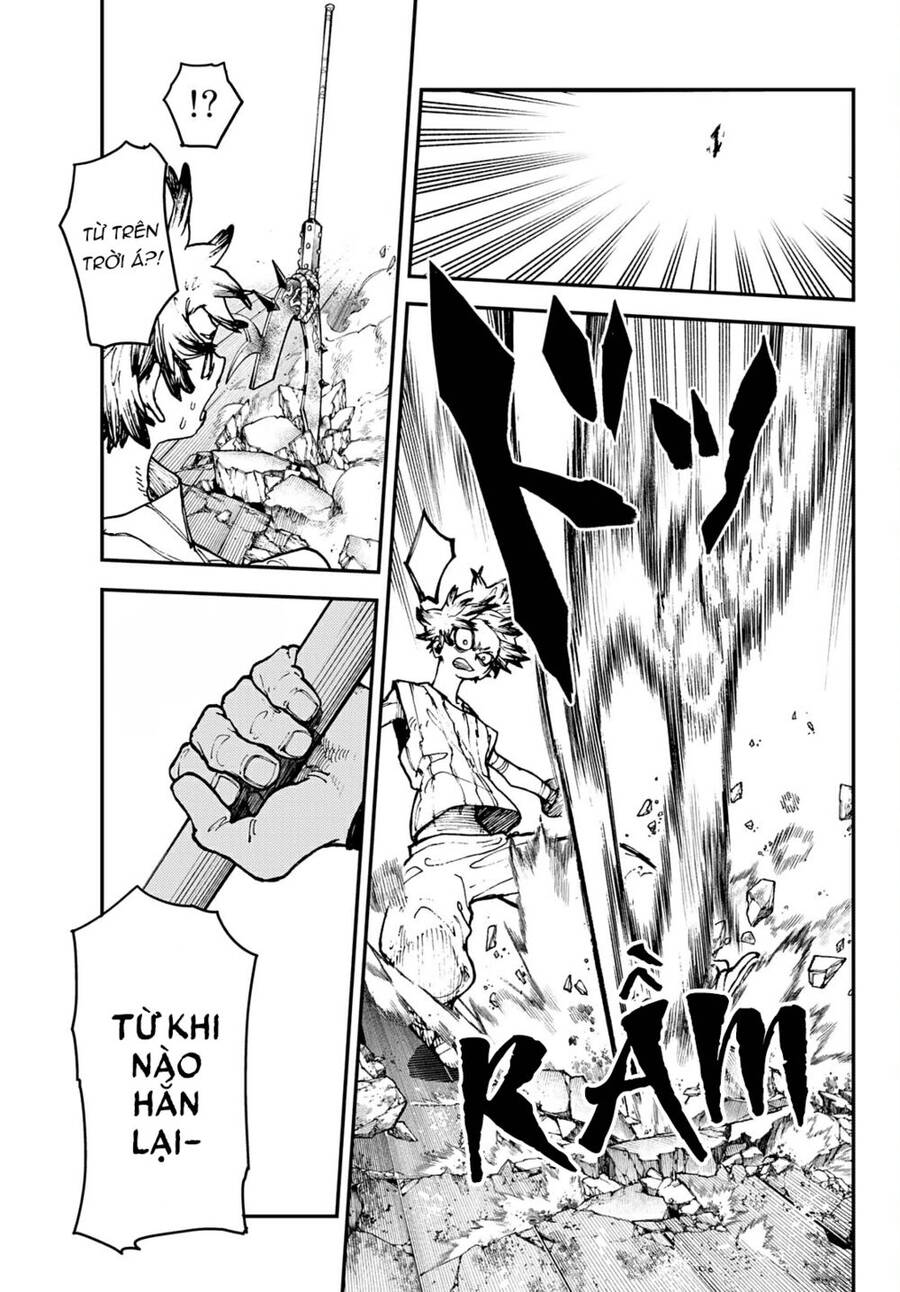 ドッ
RẦM
!?
TỪ TRÊN
TRỜI Á?!
TỪ KHI
NÀO
HẮN
LẠI-